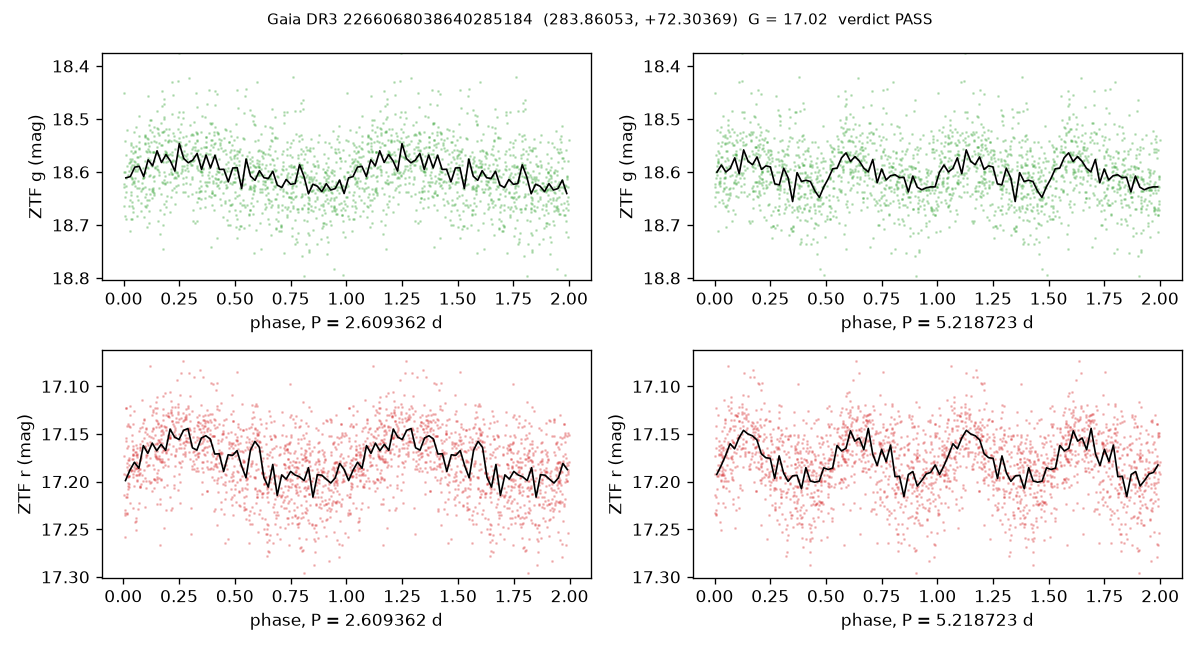 Gaia DR3 2266068038640285184 (283.86053, +72.30369) G = 17.02 verdict PASS
ZTF g (mag)
18.4
18.5
18.6
18.7
18.8
0.00 0.25 0.50 0.75 1.00 1.25 1.50 1.75 2.00
phase, P = 2.609362 d
ZTF g (mag)
18.4
18.5
18.6
18.7
18.8
0.00 0.25 0.50 0.75 1.00 1.25 1.50 1.75 2.00
phase, P = 5.218723 d
ZTF r (mag)
17.10
17.15
17.20
17.25
17.30
0.00 0.25 0.50 0.75 1.00 1.25 1.50 1.75 2.00
phase, P = 2.609362 d
ZTF r (mag)
17.10
17.15
17.20
17.25
17.30
0.00 0.25 0.50 0.75 1.00 1.25 1.50 1.75 2.00
phase, P = 5.218723 d